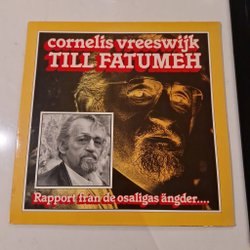 cornelis vreeswijk
TILL FATUMEH
Rapport från de osaligas ängder....